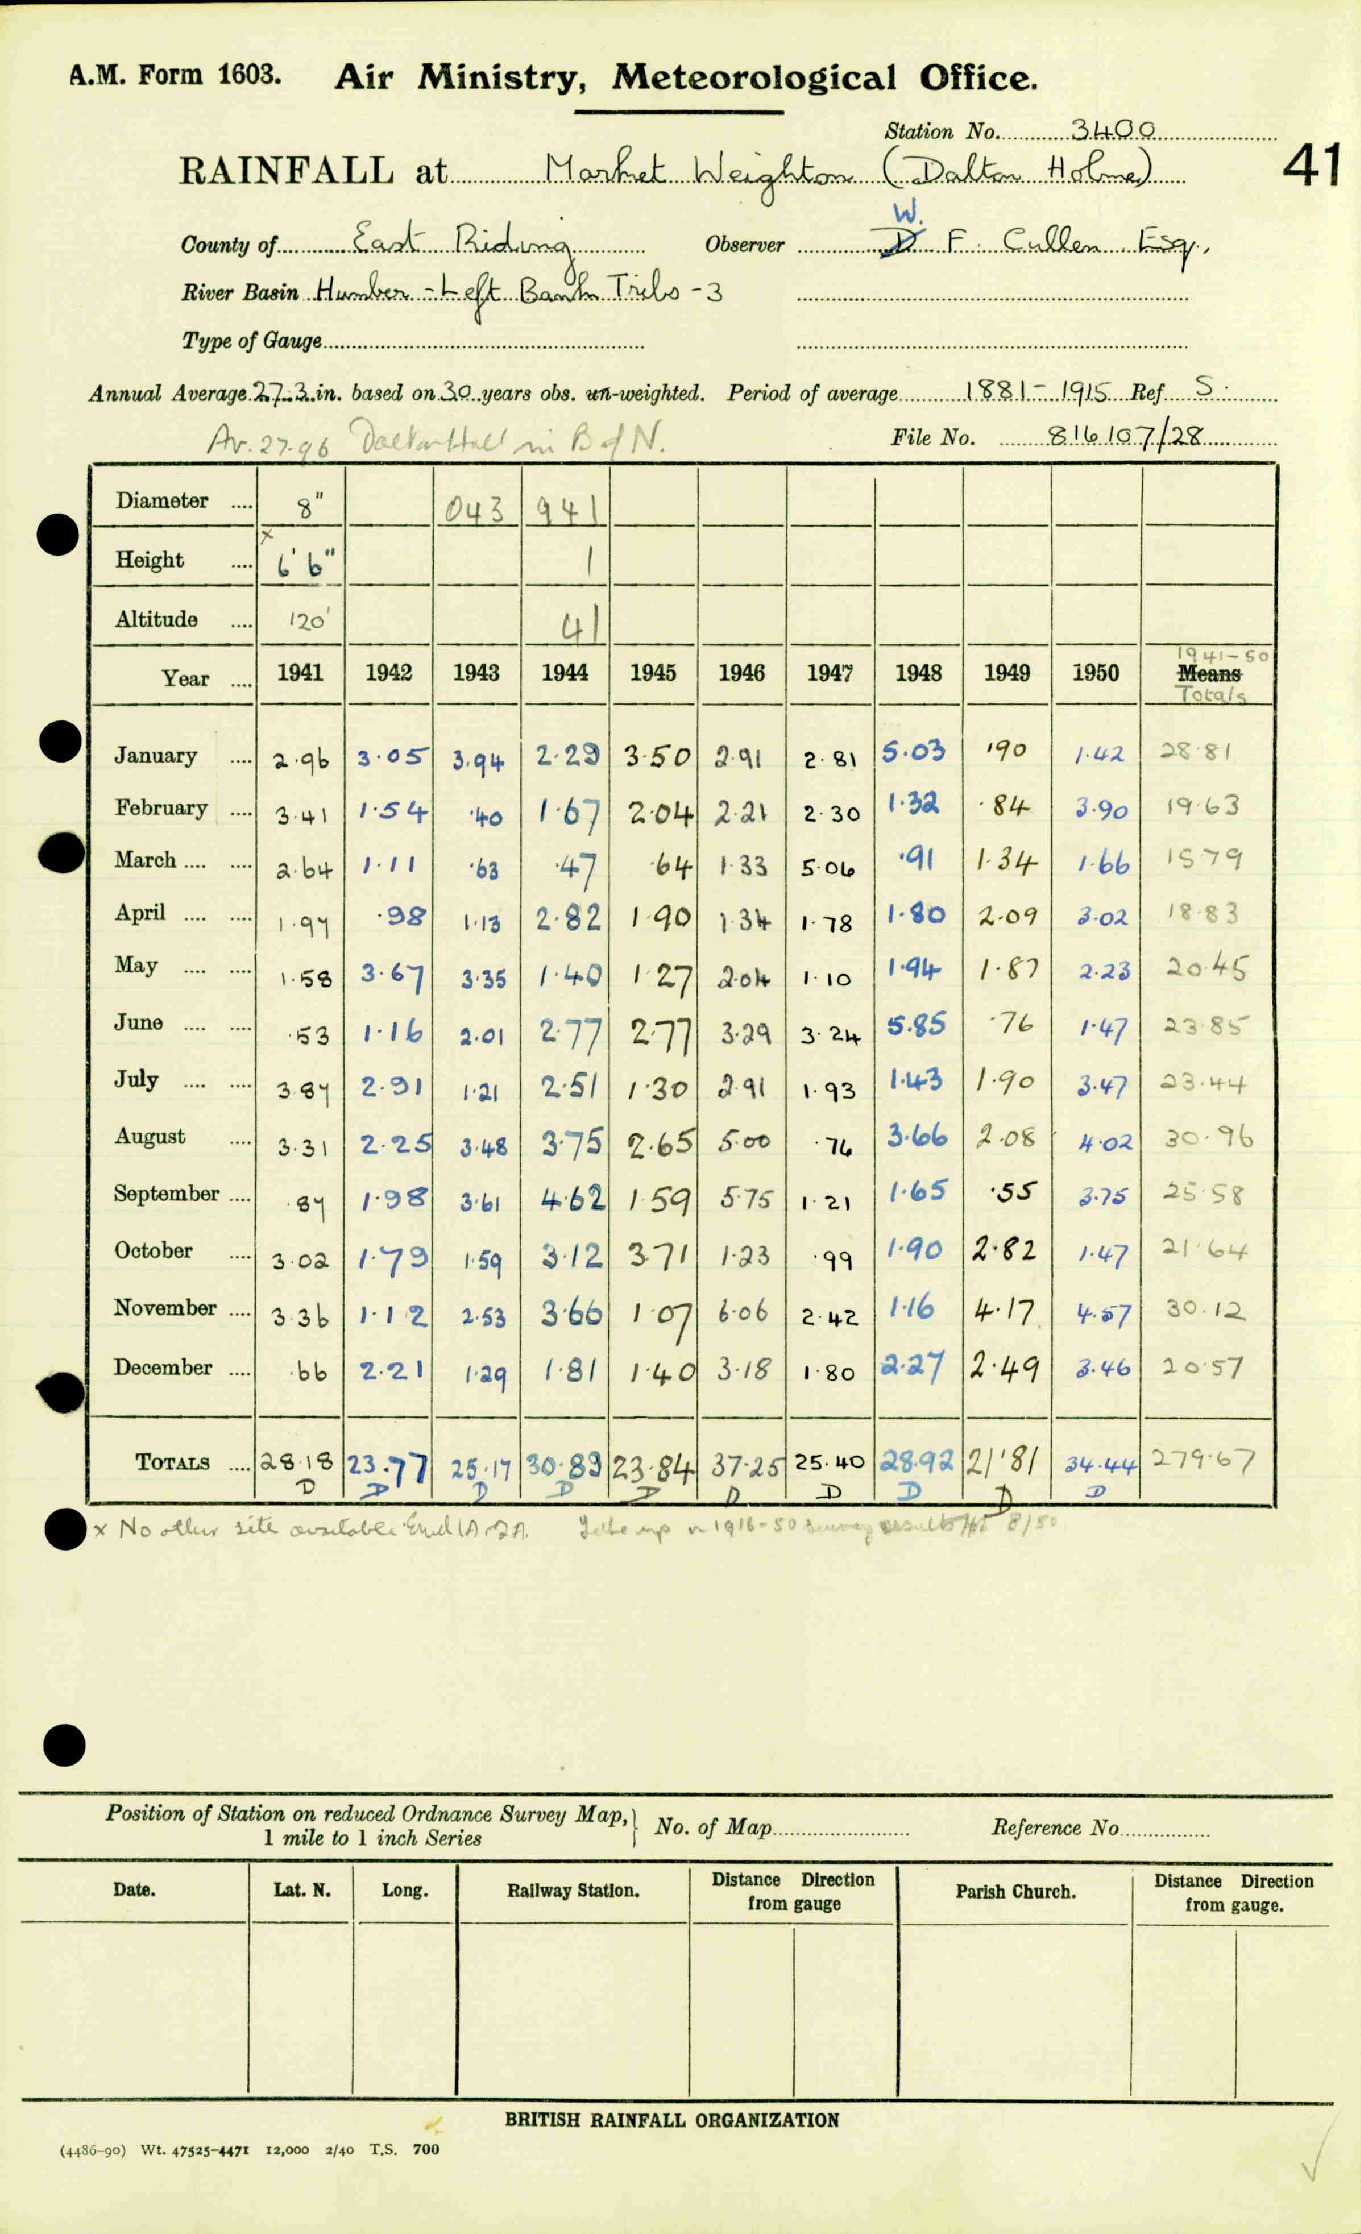 A.M. Form 1603. Air Ministry, Meteorological Office.
Station No. 3400
RAINFALL at Market Weighton (Dalton Holme) 41
W.
County of East Riding Observer D F. Cullen Esq.,
River Basin Humber - Left Bank Tribs - 3
Type of Gauge
Annual Average 27.3 in. based on 30 years obs. un-weighted. Period of average 1881-1915 Ref S.
Av. 27.96 Dalton Hall in B of N. File No. 816107/28
Diameter .... 8" 043 941
x
Height .... 6'6" 1
Altitude .... 120' 41
1941-50
Year .... 1941 1942 1943 1944 1945 1946 1947 1948 1949 1950 Means
Totals
January .... 2.96 3.05 3.94 2.29 3.50 2.91 2.81 5.03 .90 1.42 28.81
February .... 3.41 1.54 .40 1.67 2.04 2.21 2.30 1.32 .84 3.90 19.63
March .... .... 2.64 1.11 .63 .47 .64 1.33 5.06 .91 1.34 1.66 15.79
April .... .... 1.97 .98 1.13 2.82 1.90 1.34 1.78 1.80 2.09 3.02 18.83
May .... .... 1.58 3.67 3.35 1.40 1.27 2.04 1.10 1.94 1.87 2.23 20.45
June .... .... .53 1.16 2.01 2.77 2.77 3.29 3.24 5.85 .76 1.47 23.85
July .... .... 3.87 2.91 1.21 2.51 1.30 2.91 1.93 1.43 1.90 3.47 23.44
August .... 3.31 2.25 3.48 3.75 2.65 5.00 .76 3.66 2.08 4.02 30.96
September .... .87 1.98 3.61 4.62 1.59 5.75 1.21 1.65 .55 3.75 25.58
October .... 3.02 1.79 1.59 3.12 3.71 1.23 .99 1.90 2.82 1.47 21.64
November .... 3.36 1.12 2.53 3.66 1.07 6.06 2.42 1.16 4.17 4.57 30.12
December .... .66 2.21 1.29 1.81 1.40 3.18 1.80 2.27 2.49 3.46 20.57
TOTALS .... 28.18 23.77 25.17 30.89 23.84 37.25 25.40 28.92 21.81 34.44 279.67
D D D D D D D D D D
x No other site available 1916-50 survey 8/50
Position of Station on reduced Ordnance Survey Map, } No. of Map Reference No.
1 mile to 1 inch Series
Date. Lat. N. Long. Railway Station. Distance Direction from gauge Parish Church. Distance Direction from gauge.
BRITISH RAINFALL ORGANIZATION
(4486-90) Wt. 47525-4471 12,000 2/40 T.S. 700